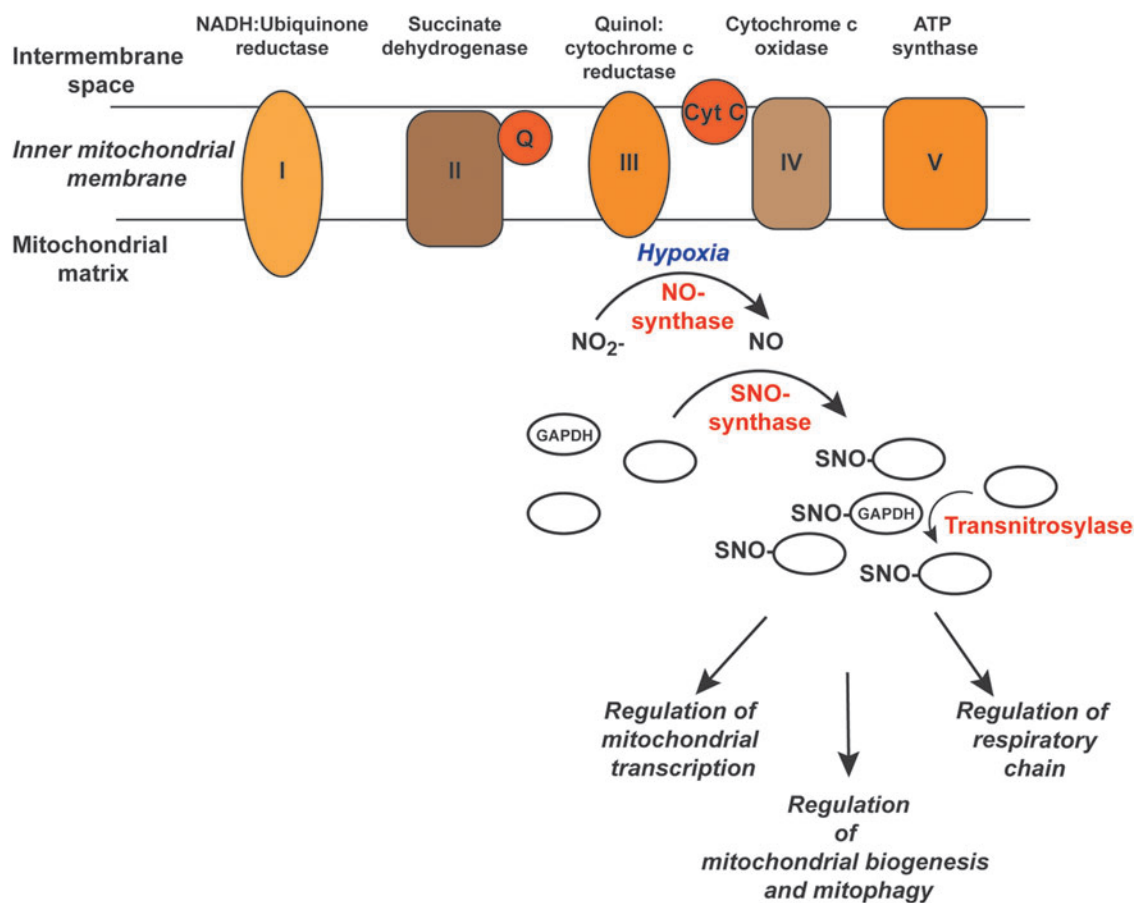 NADH:Ubiquinone
reductase
Succinate
dehydrogenase
Quinol:
cytochrome c
reductase
Cytochrome c
oxidase
ATP
synthase
Intermembrane
space
Cyt C
Q
Inner mitochondrial
membrane
I
II
III
IV
V
Mitochondrial
matrix
Hypoxia
NO-
synthase
NO2-
NO
SNO-
synthase
GAPDH
SNO-
SNO-
GAPDH
Transnitrosylase
SNO-
SNO-
Regulation of
mitochondrial
transcription
Regulation of
respiratory
chain
Regulation
of
mitochondrial biogenesis
and mitophagy